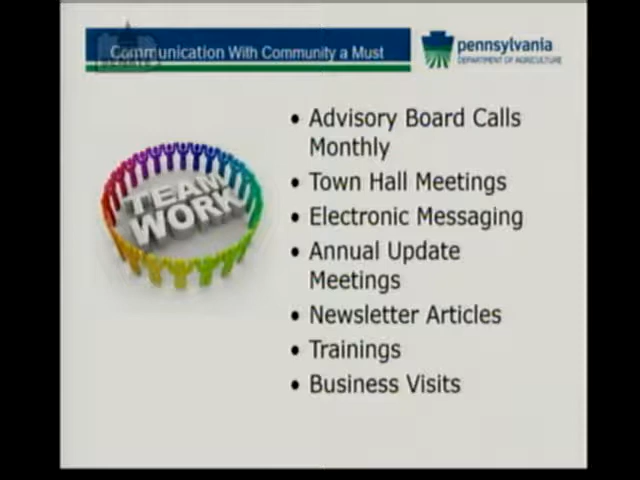 Communication With Community a Must
pennsylvania
DEPARTMENT OF AGRICULTURE
TEAM
WORK
• Advisory Board Calls
Monthly
• Town Hall Meetings
• Electronic Messaging
• Annual Update
Meetings
• Newsletter Articles
• Trainings
• Business Visits